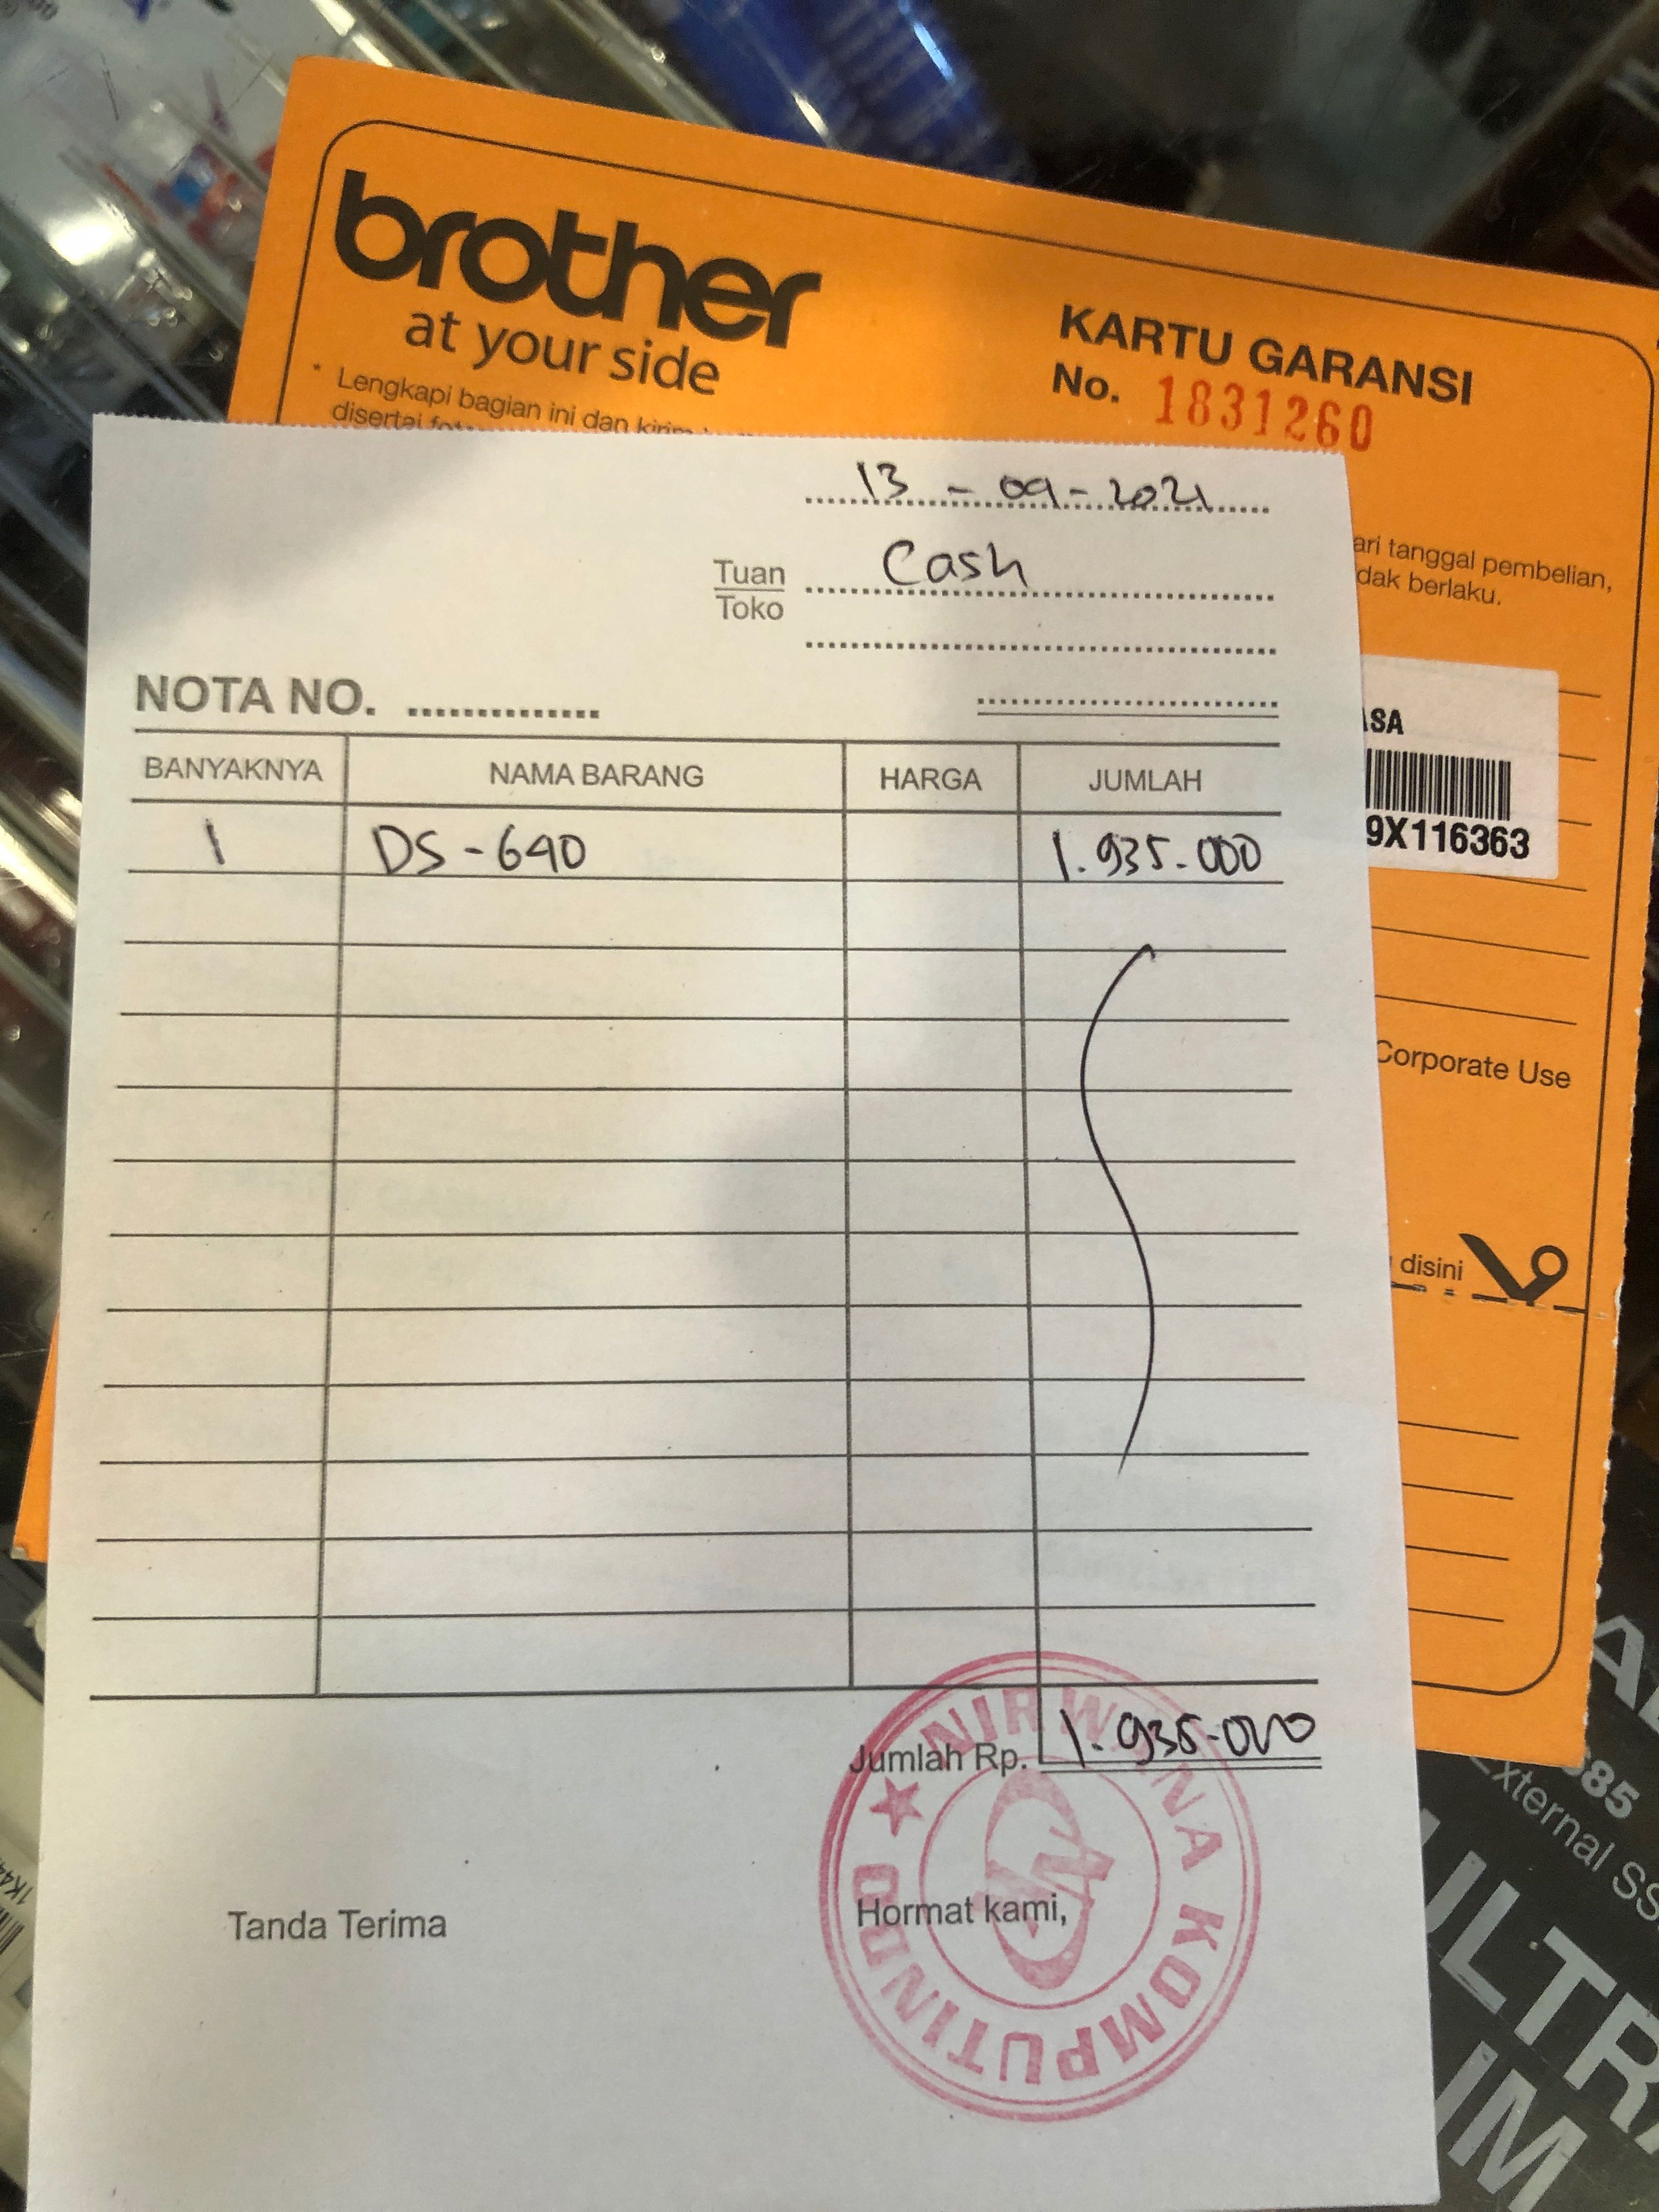 brother
at your side
KARTU GARANSI
No. 1831260
* Lengkapi bagian ini dan kirim
disertai
ari tanggal pembelian,
dak berlaku.
13 - 09 - 2021
Tuan Cash
Toko
NOTA NO.
BANYAKNYA NAMA BARANG HARGA JUMLAH
1 DS - 640 1.935.000
ASA
9X116363
Corporate Use
disini
Jumlah Rp. 1.935.000
Tanda Terima Hormat kami,
NIRWANA KOMPUTINDO
External SS